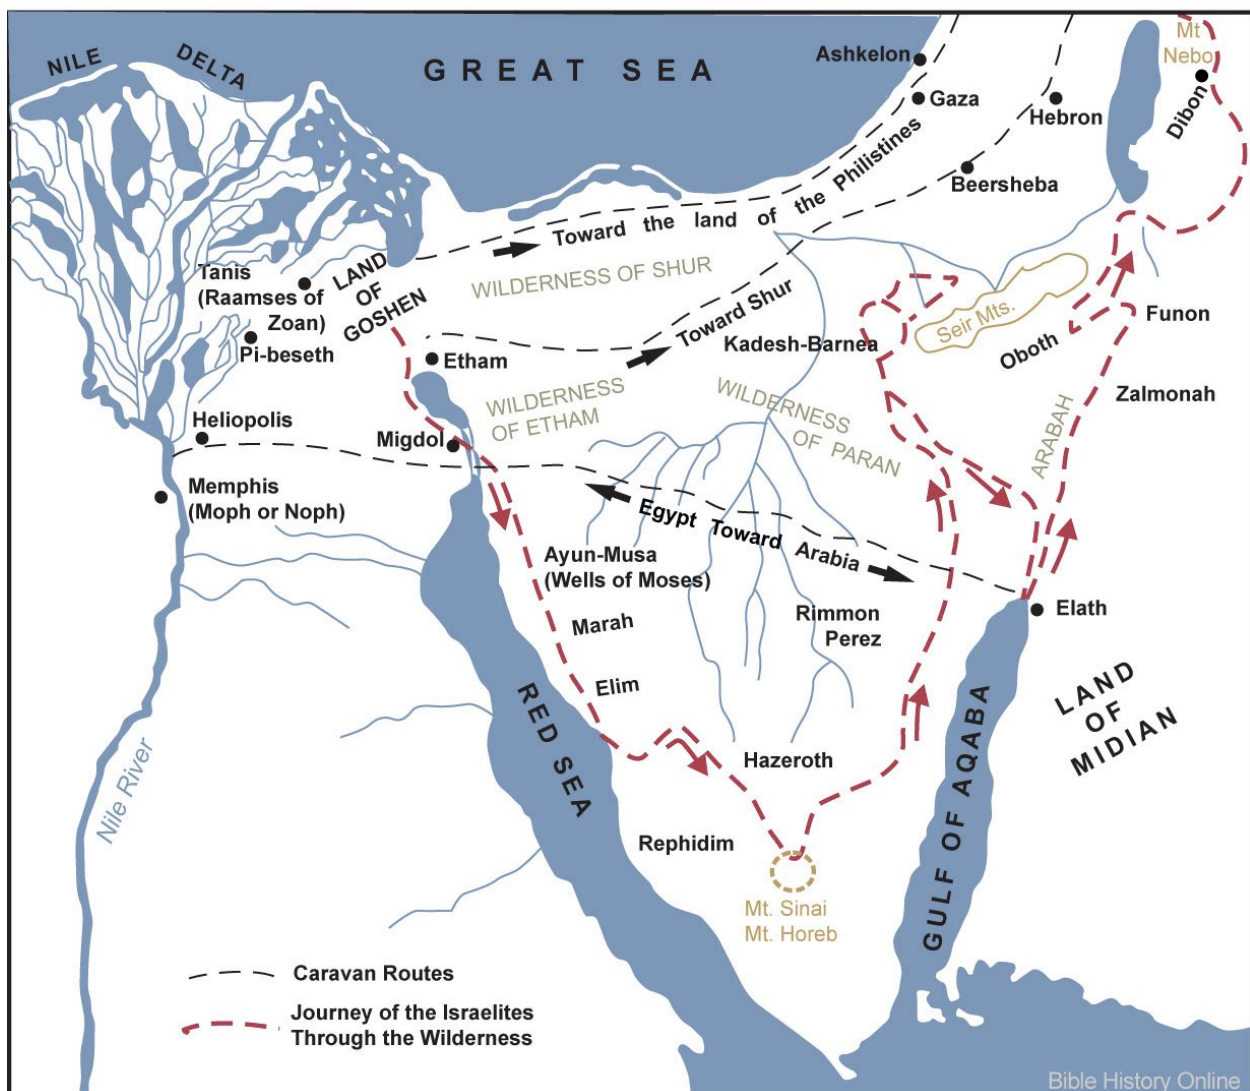 NILE DELTA
GREAT SEA
Ashkelon
Gaza
Hebron
Mt
Nebo
Dibon
Beersheba
Toward the land of the Philistines
WILDERNESS OF SHUR
Tanis
(Raamses of
Zoan)
LAND
OF
GOSHEN
Pi-beseth
Etham
Toward Shur
Kadesh-Barnea
Seir Mts.
Oboth
Funon
Zalmonah
WILDERNESS
OF ETHAM
WILDERNESS
OF PARAN
ARABAH
Heliopolis
Migdol
Memphis
(Moph or Noph)
Egypt Toward Arabia
Ayun-Musa
(Wells of Moses)
Marah
Elim
Rimmon
Perez
Elath
LAND
OF
MIDIAN
RED SEA
Hazeroth
GULF OF AQABA
Nile River
Rephidim
Mt. Sinai
Mt. Horeb
Caravan Routes
Journey of the Israelites
Through the Wilderness
Bible History Online